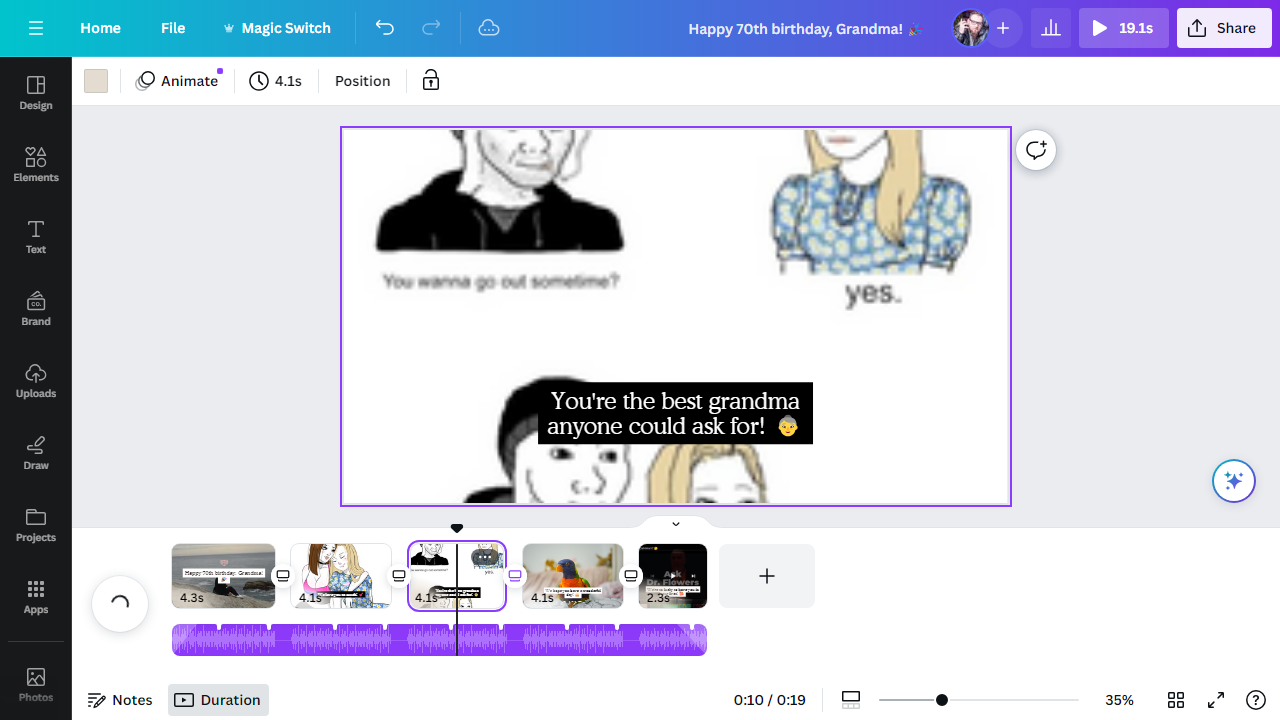 Home
File
Magic Switch
Happy 70th birthday, Grandma! 🎉
19.1s
Share
Animate
4.1s
Position
Design
Elements
Text
Brand
CO.
Uploads
Draw
Projects
Apps
Photos
You wanna go out sometime?
yes.
You're the best grandma
anyone could ask for! 👵
Happy 70th birthday, Grandma!
4.3s
4.1s
4.1s
yes.
4.1s
Ask
Dr. Flowers
2.3s
Notes
Duration
0:10 / 0:19
35%